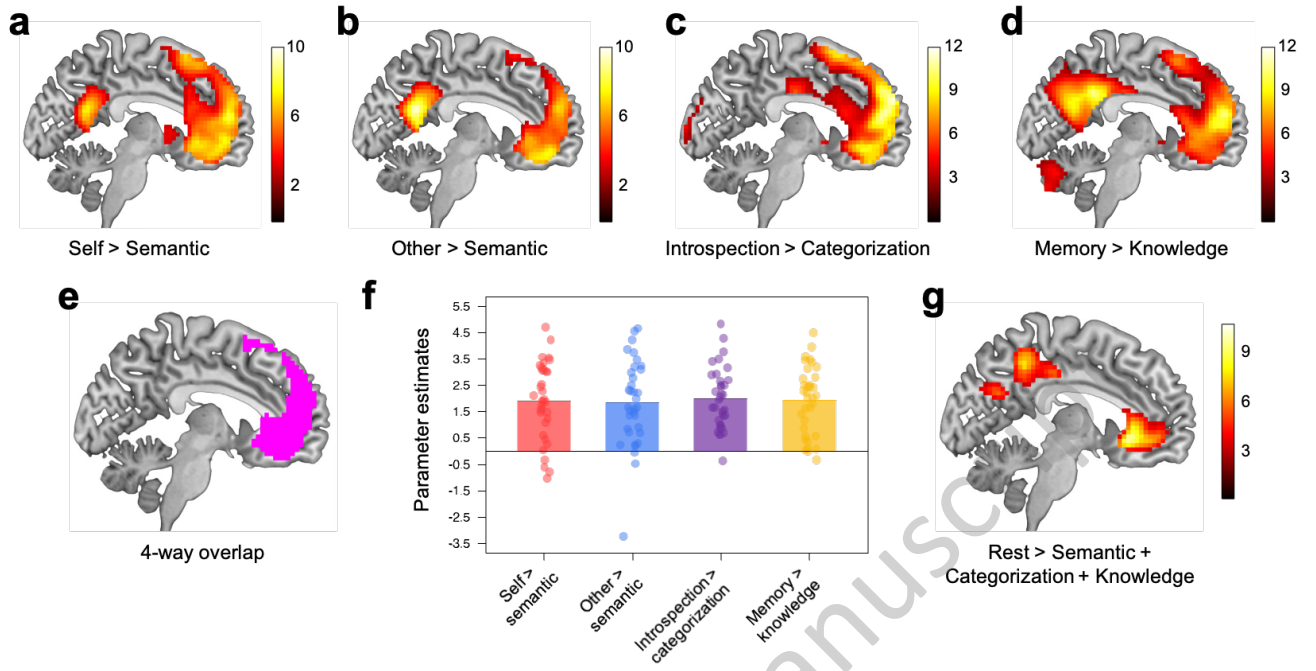 a
10
6
2
Self > Semantic
b
10
6
2
Other > Semantic
c
12
9
6
3
Introspection > Categorization
d
12
9
6
3
Memory > Knowledge
e
4-way overlap
f
Parameter estimates
5.5
4.5
3.5
2.5
1.5
0.5
-0.5
-1.5
-2.5
-3.5
Self >
semantic
Other >
semantic
Introspection >
categorization
Memory >
knowledge
g
9
6
3
Rest > Semantic +
Categorization + Knowledge